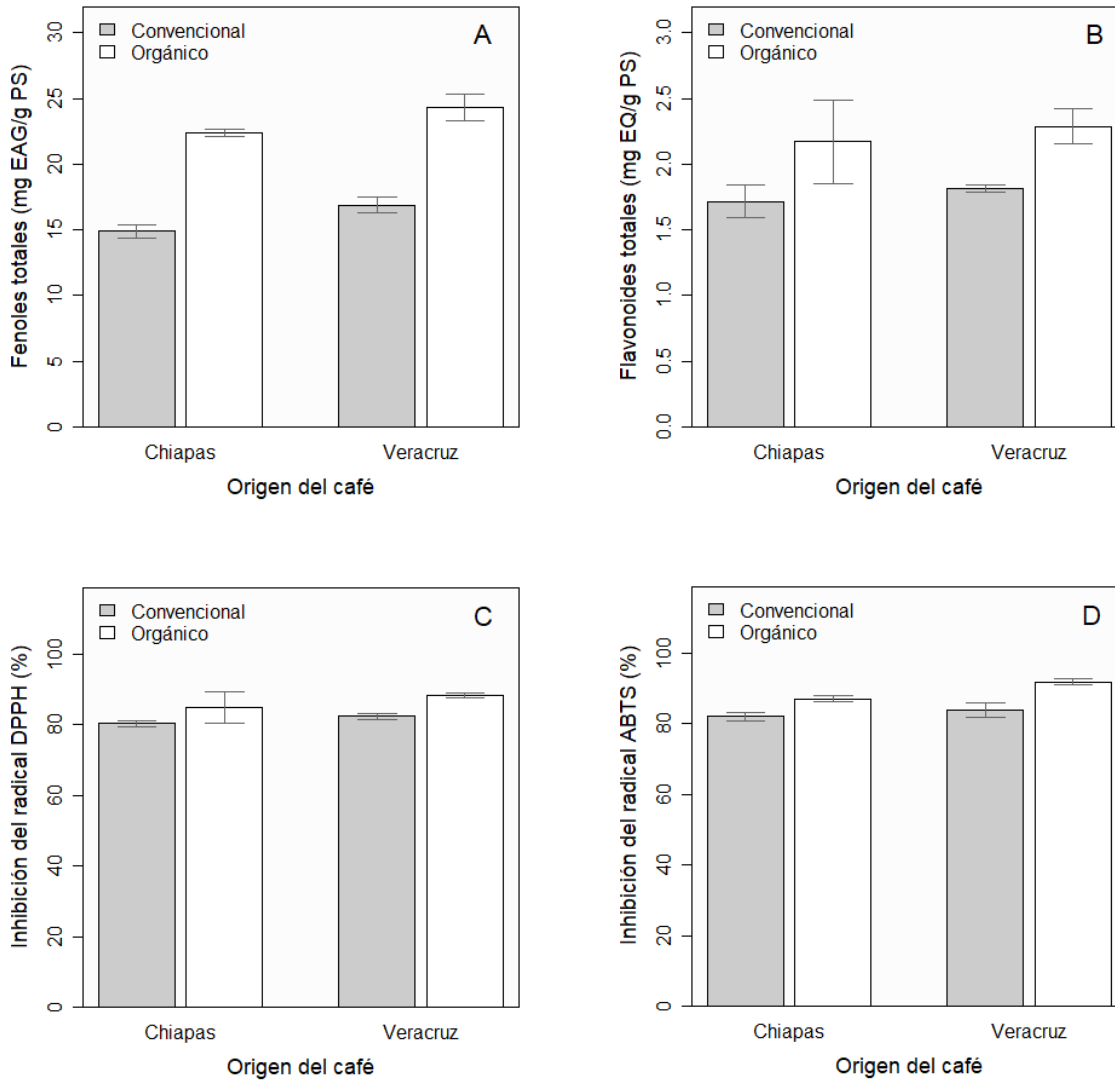 A
Convencional
Orgánico
Fenoles totales (mg EAG/g PS)
30
25
20
15
10
5
0
Chiapas Veracruz
Origen del café
B
Convencional
Orgánico
Flavonoides totales (mg EQ/g PS)
3.0
2.5
2.0
1.5
1.0
0.5
0.0
Chiapas Veracruz
Origen del café
C
Convencional
Orgánico
Inhibición del radical DPPH (%)
100
80
60
40
20
0
Chiapas Veracruz
Origen del café
D
Convencional
Orgánico
Inhibición del radical ABTS (%)
100
80
60
40
20
0
Chiapas Veracruz
Origen del café